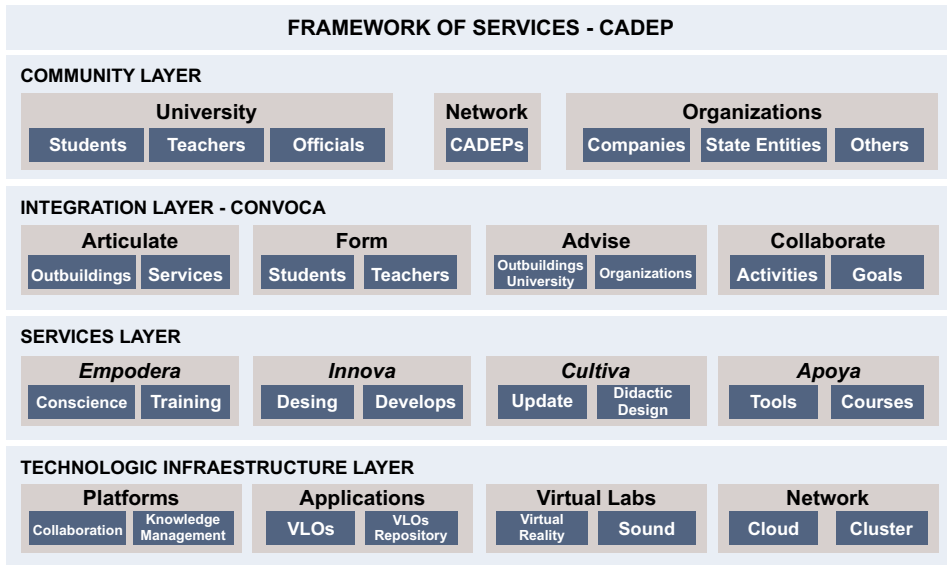 FRAMEWORK OF SERVICES - CADEP
COMMUNITY LAYER
University
Students
Teachers
Officials
Network
CADEPs
Organizations
Companies
State Entities
Others
INTEGRATION LAYER - CONVOCA
Articulate
Outbuildings
Services
Form
Students
Teachers
Advise
Outbuildings
University
Organizations
Collaborate
Activities
Goals
SERVICES LAYER
Empodera
Conscience
Training
Innova
Desing
Develops
Cultiva
Update
Didactic
Design
Apoya
Tools
Courses
TECHNOLOGIC INFRAESTRUCTURE LAYER
Platforms
Collaboration
Knowledge
Management
Applications
VLOs
VLOs
Repository
Virtual Labs
Virtual
Reality
Sound
Network
Cloud
Cluster